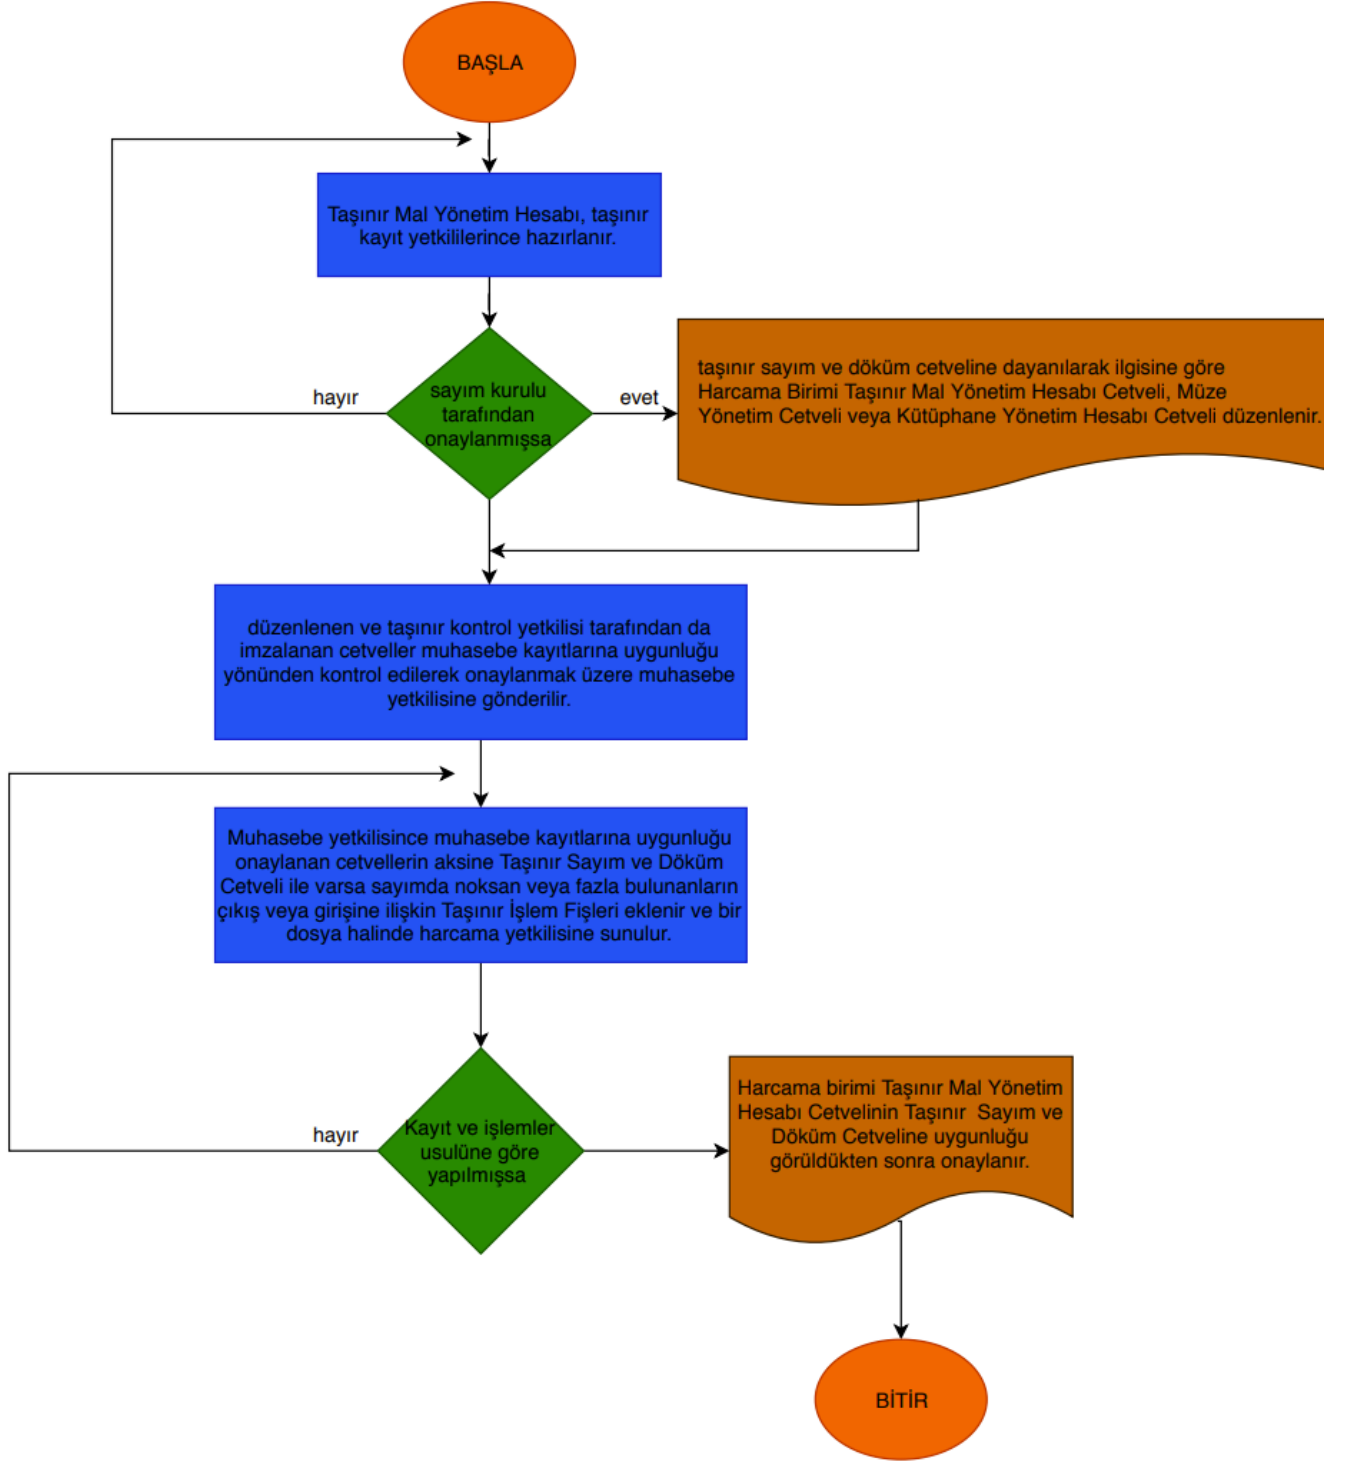 BAŞLA
Taşınır Mal Yönetim Hesabı, taşınır
kayıt yetkililerince hazırlanır.
hayır
sayım kurulu
tarafından
onaylanmışsa
evet
taşınır sayım ve döküm cetveline dayanılarak ilgisine göre
Harcama Birimi Taşınır Mal Yönetim Hesabı Cetveli, Müze
Yönetim Cetveli veya Kütüphane Yönetim Hesabı Cetveli düzenlenir.
düzenlenen ve taşınır kontrol yetkilisi tarafından da
imzalanan cetveller muhasebe kayıtlarına uygunluğu
yönünden kontrol edilerek onaylanmak üzere muhasebe
yetkilisine gönderilir.
Muhasebe yetkilisince muhasebe kayıtlarına uygunluğu
onaylanan cetvellerin aksine Taşınır Sayım ve Döküm
Cetveli ile varsa sayımda noksan veya fazla bulunanların
çıkış veya girişine ilişkin Taşınır İşlem Fişleri eklenir ve bir
dosya halinde harcama yetkilisine sunulur.
hayır
Kayıt ve işlemler
usulüne göre
yapılmışsa
Harcama birimi Taşınır Mal Yönetim
Hesabı Cetvelinin Taşınır  Sayım ve
Döküm Cetveline uygunluğu
görüldükten sonra onaylanır.
BİTİR